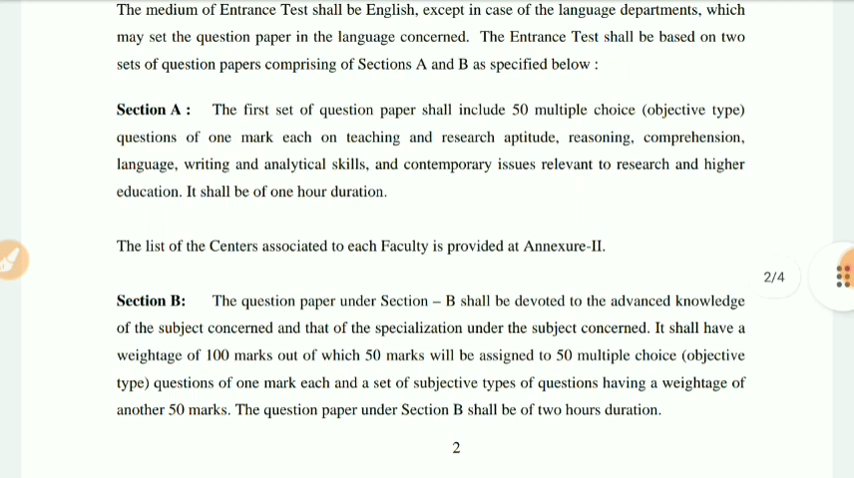 The medium of Entrance Test shall be English, except in case of the language departments, which
may set the question paper in the language concerned. The Entrance Test shall be based on two
sets of question papers comprising of Sections A and B as specified below :
Section A : The first set of question paper shall include 50 multiple choice (objective type)
questions of one mark each on teaching and research aptitude, reasoning, comprehension,
language, writing and analytical skills, and contemporary issues relevant to research and higher
education. It shall be of one hour duration.
The list of the Centers associated to each Faculty is provided at Annexure-II.
2/4
Section B: The question paper under Section – B shall be devoted to the advanced knowledge
of the subject concerned and that of the specialization under the subject concerned. It shall have a
weightage of 100 marks out of which 50 marks will be assigned to 50 multiple choice (objective
type) questions of one mark each and a set of subjective types of questions having a weightage of
another 50 marks. The question paper under Section B shall be of two hours duration.
2